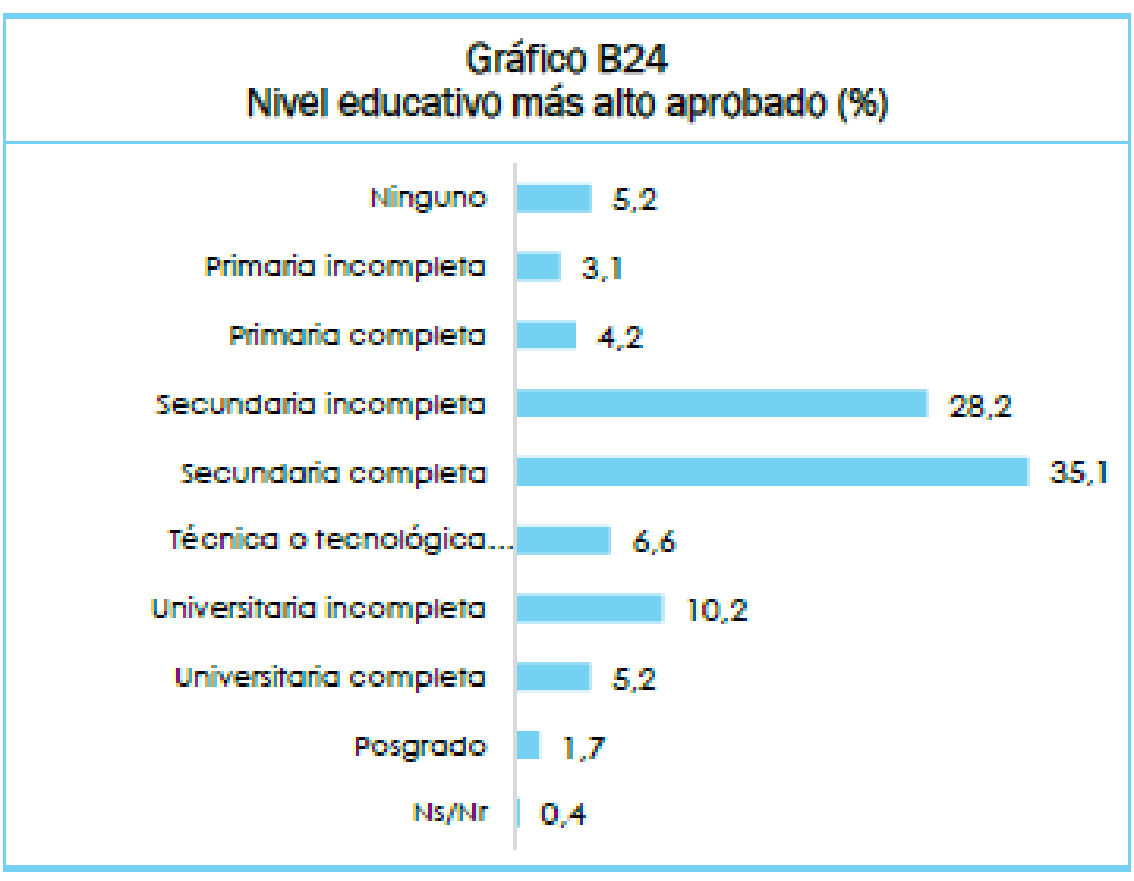 Gráfico B24
Nivel educativo más alto aprobado (%)
Ninguno 5,2
Primaria incompleta 3,1
Primaria completa 4,2
Secundaria incompleta 28,2
Secundaria completa 35,1
Técnica o tecnológica... 6,6
Universitaria incompleta 10,2
Universitaria completa 5,2
Posgrado 1,7
Ns/Nr 0,4